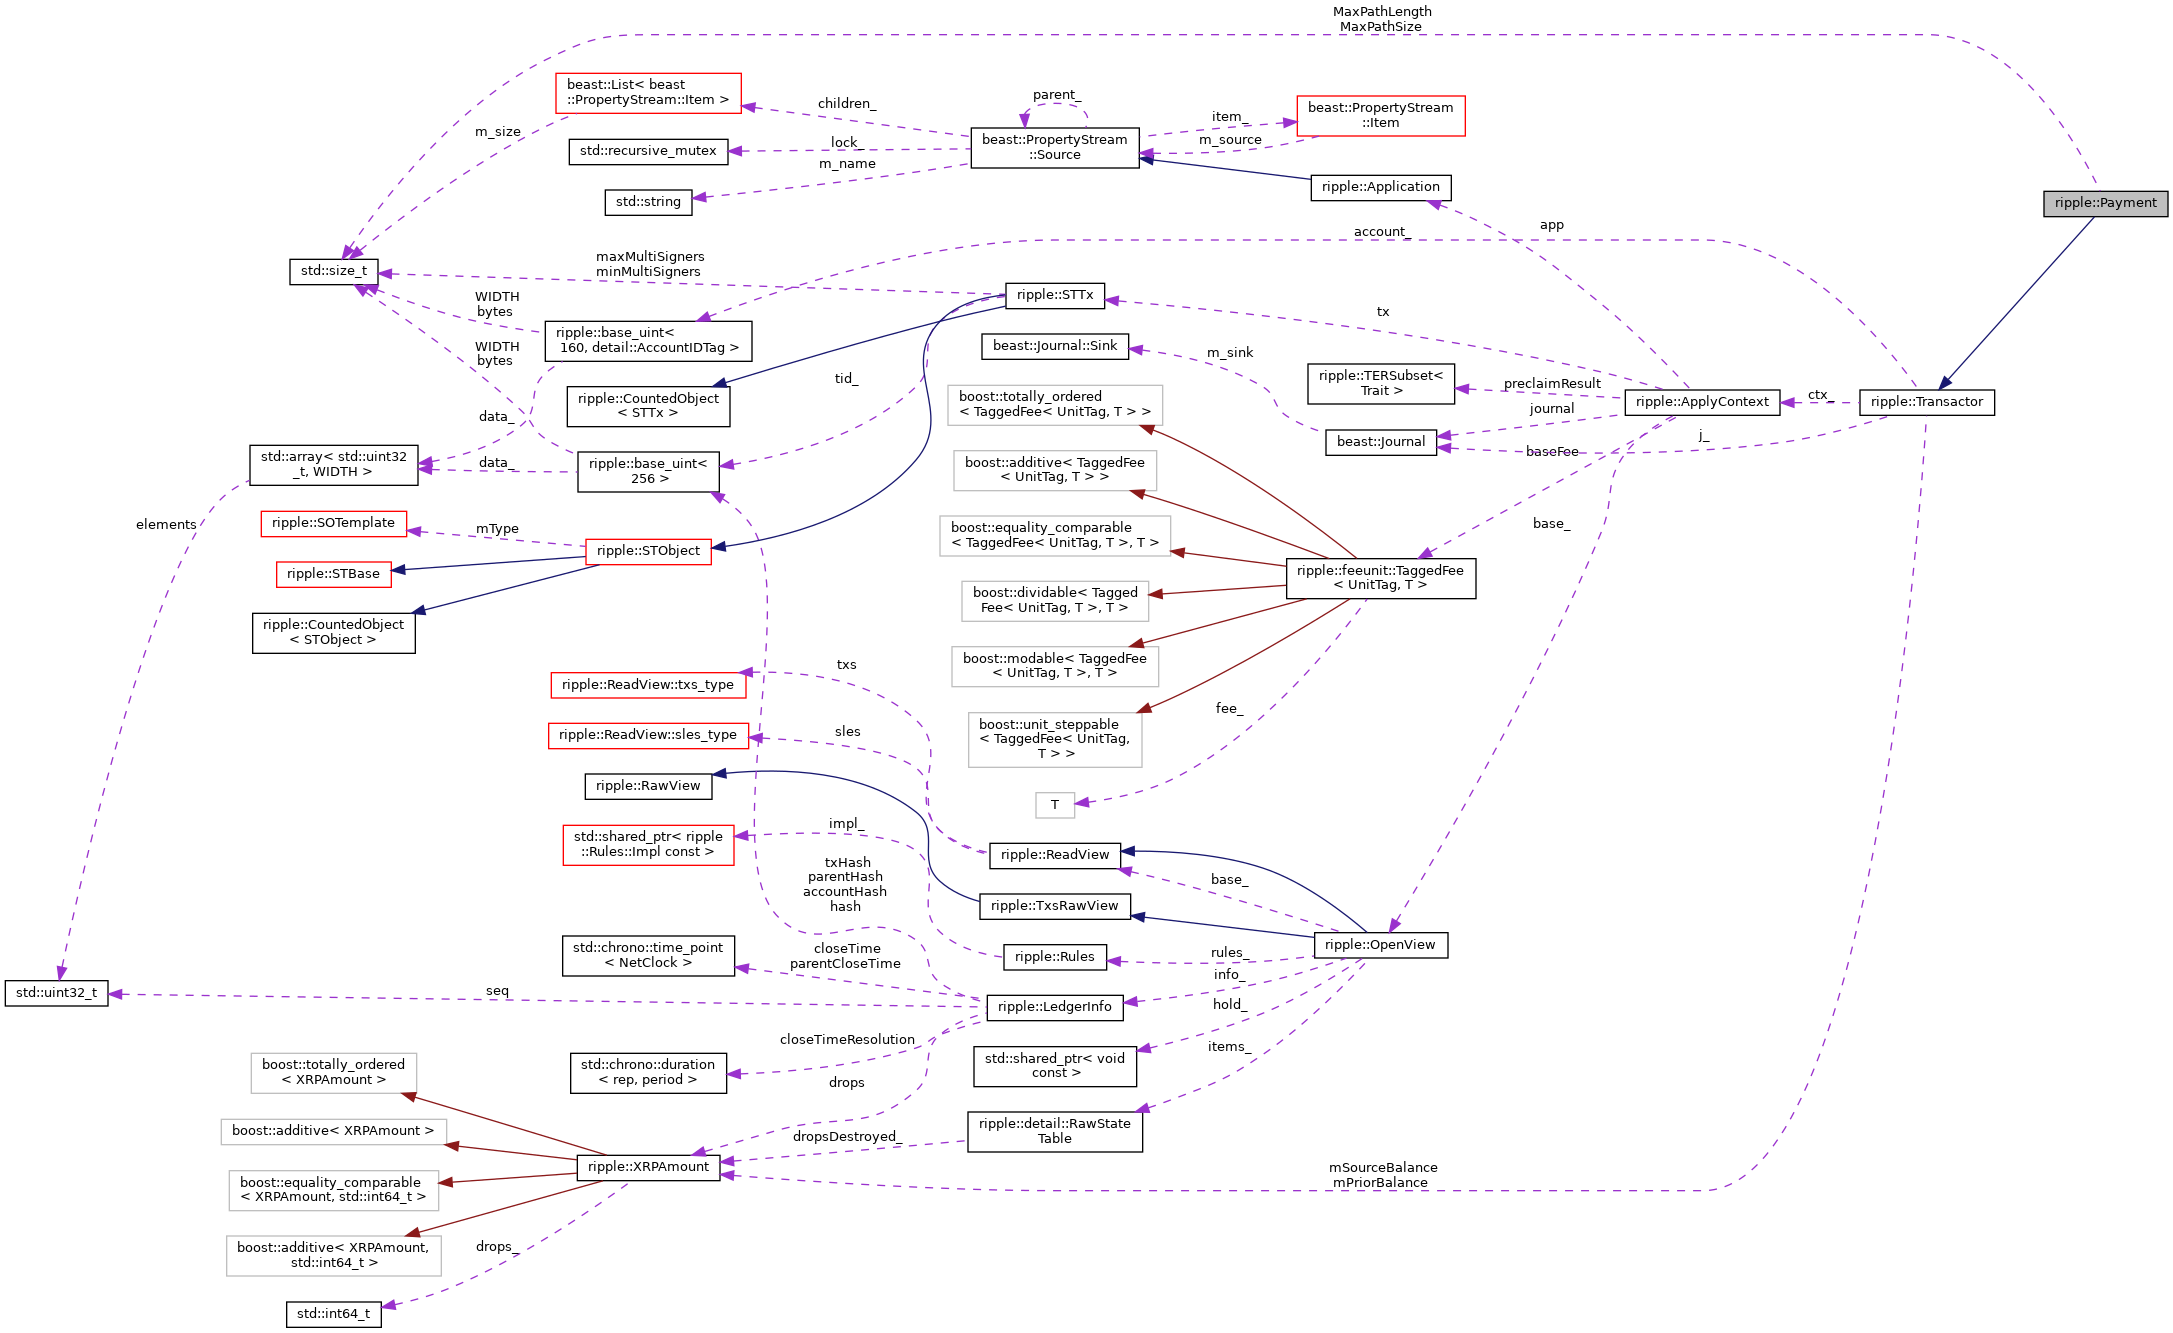 MaxPathLength
MaxPathSize
beast::List< beast
::PropertyStream::Item >
children_
parent_
item_
beast::PropertyStream
::Item
m_size
std::recursive_mutex
lock_
beast::PropertyStream
::Source
m_source
m_name
std::string
ripple::Application
ripple::Payment
app
account_
std::size_t
maxMultiSigners
minMultiSigners
ripple::STTx
WIDTH
bytes
tx
ripple::base_uint<
160, detail::AccountIDTag >
beast::Journal::Sink
m_sink
WIDTH
bytes
tid_
ripple::CountedObject
< STTx >
ripple::TERSubset<
Trait >
preclaimResult
ripple::ApplyContext
ctx_
ripple::Transactor
boost::totally_ordered
< TaggedFee< UnitTag, T > >
data_
journal
beast::Journal
j_
std::array< std::uint32
_t, WIDTH >
data_
ripple::base_uint<
256 >
boost::additive< TaggedFee
< UnitTag, T > >
baseFee
elements
ripple::SOTemplate
mType
boost::equality_comparable
< TaggedFee< UnitTag, T >, T >
base_
ripple::STObject
ripple::STBase
ripple::feeunit::TaggedFee
< UnitTag, T >
boost::dividable< Tagged
Fee< UnitTag, T >, T >
ripple::CountedObject
< STObject >
boost::modable< TaggedFee
< UnitTag, T >, T >
txs
ripple::ReadView::txs_type
fee_
boost::unit_steppable
< TaggedFee< UnitTag,
T > >
sles
ripple::ReadView::sles_type
ripple::RawView
T
impl_
std::shared_ptr< ripple
::Rules::Impl const >
ripple::ReadView
txHash
parentHash
accountHash
hash
base_
ripple::TxsRawView
ripple::OpenView
std::chrono::time_point
< NetClock >
closeTime
parentCloseTime
ripple::Rules
rules_
info_
std::uint32_t
seq
ripple::LedgerInfo
hold_
closeTimeResolution
items_
boost::totally_ordered
< XRPAmount >
std::chrono::duration
< rep, period >
std::shared_ptr< void
const >
drops
boost::additive< XRPAmount >
dropsDestroyed_
ripple::detail::RawState
Table
ripple::XRPAmount
mSourceBalance
mPriorBalance
boost::equality_comparable
< XRPAmount, std::int64_t >
boost::additive< XRPAmount,
std::int64_t >
drops_
std::int64_t